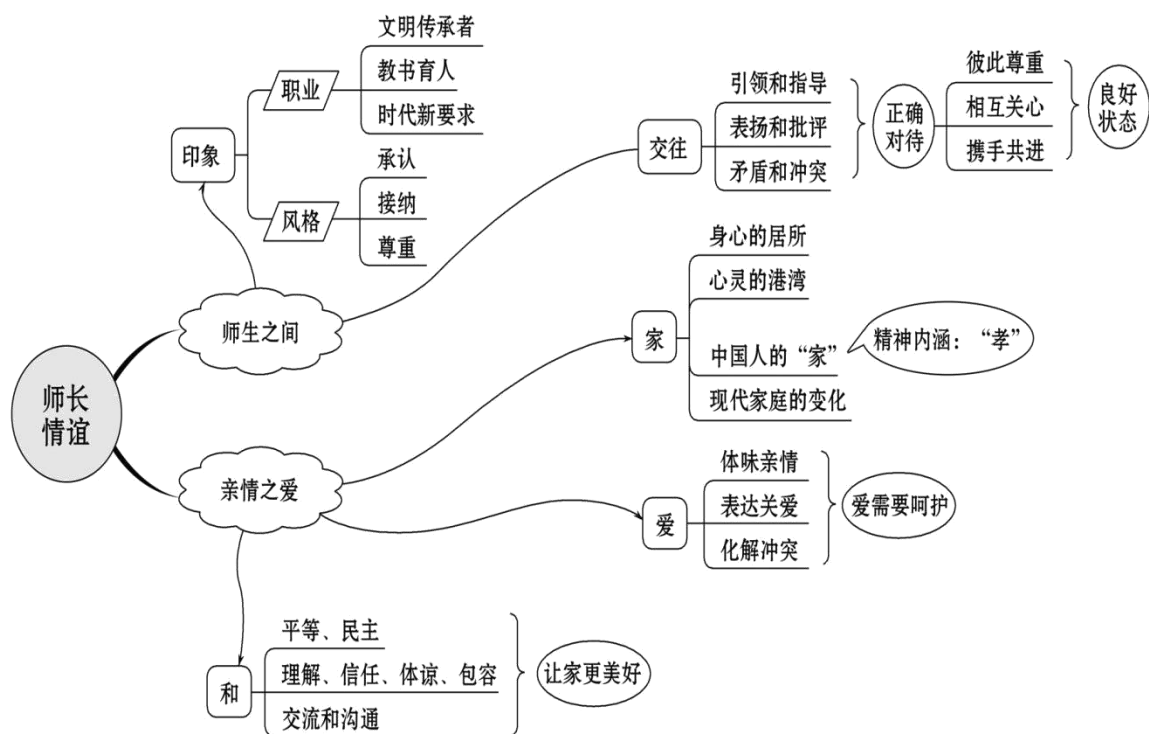 师长
情谊
师生之间
印象
职业
文明传承者
教书育人
时代新要求
风格
承认
接纳
尊重
交往
引领和指导
表扬和批评
矛盾和冲突
正确
对待
彼此尊重
相互关心
携手共进
良好
状态
亲情之爱
家
身心的居所
心灵的港湾
中国人的“家”
精神内涵：“孝”
现代家庭的变化
爱
体味亲情
表达关爱
化解冲突
爱需要呵护
和
平等、民主
理解、信任、体谅、包容
交流和沟通
让家更美好